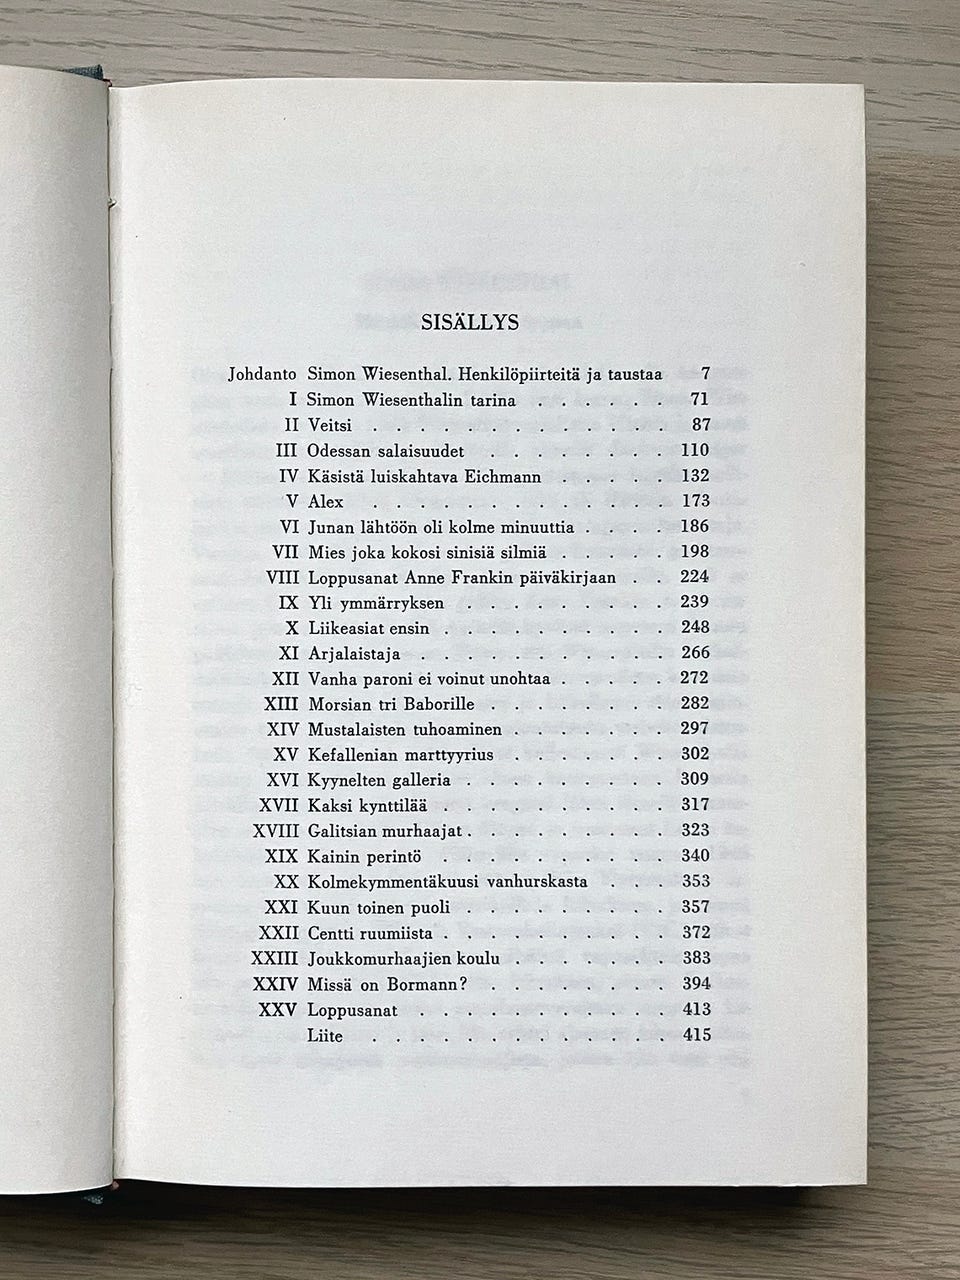 SISÄLLYS
Johdanto Simon Wiesenthal. Henkilöpiirteitä ja taustaa 7
I Simon Wiesenthalin tarina . . . . . 71
II Veitsi . . . . . . . . . . . . 87
III Odessan salaisuudet . . . . . . . 110
IV Käsistä luiskahtava Eichmann . . . . 132
V Alex . . . . . . . . . . . . 173
VI Junan lähtöön oli kolme minuuttia . . . . 186
VII Mies joka kokosi sinisiä silmiä . . . . . 198
VIII Loppusanat Anne Frankin päiväkirjaan . . 224
IX Yli ymmärryksen . . . . . . . . 239
X Liikeasiat ensin . . . . . . . . . 248
XI Arjalaistaja . . . . . . . . . . 266
XII Vanha paroni ei voinut unohtaa . . . . . 272
XIII Morsian tri Baborille . . . . . . . 282
XIV Mustalaisten tuhoaminen . . . . . . 297
XV Kefallenian marttyyrius . . . . . . 302
XVI Kyynelten galleria . . . . . . . . 309
XVII Kaksi kynttilää . . . . . . . . . 317
XVIII Galitsian murhaajat . . . . . . . . 323
XIX Kainin perintö . . . . . . . . . 340
XX Kolmekymmentäkuusi vanhurskasta . . . 353
XXI Kuun toinen puoli . . . . . . . . 357
XXII Centti ruumiista . . . . . . . . . 372
XXIII Joukkomurhaajien koulu . . . . . . 383
XXIV Missä on Bormann? . . . . . . . 394
XXV Loppusanat . . . . . . . . . . 413
Liite . . . . . . . . . . . . 415